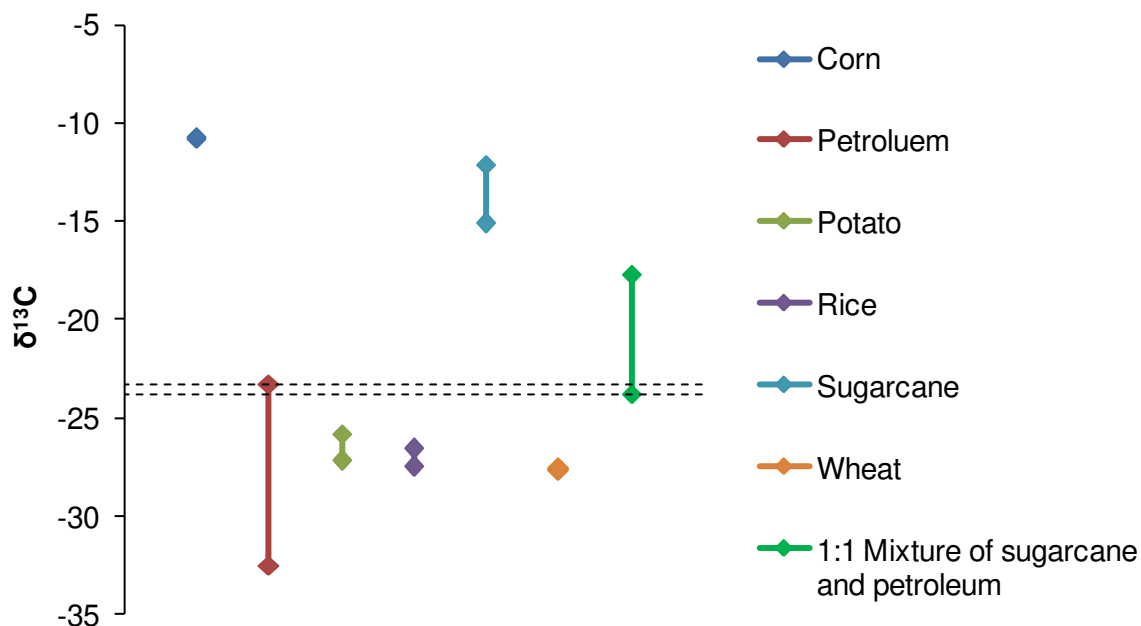 -5
-10
-15
-20
-25
-30
-35
δ¹³C
Corn
Petroluem
Potato
Rice
Sugarcane
Wheat
1:1 Mixture of sugarcane
and petroleum